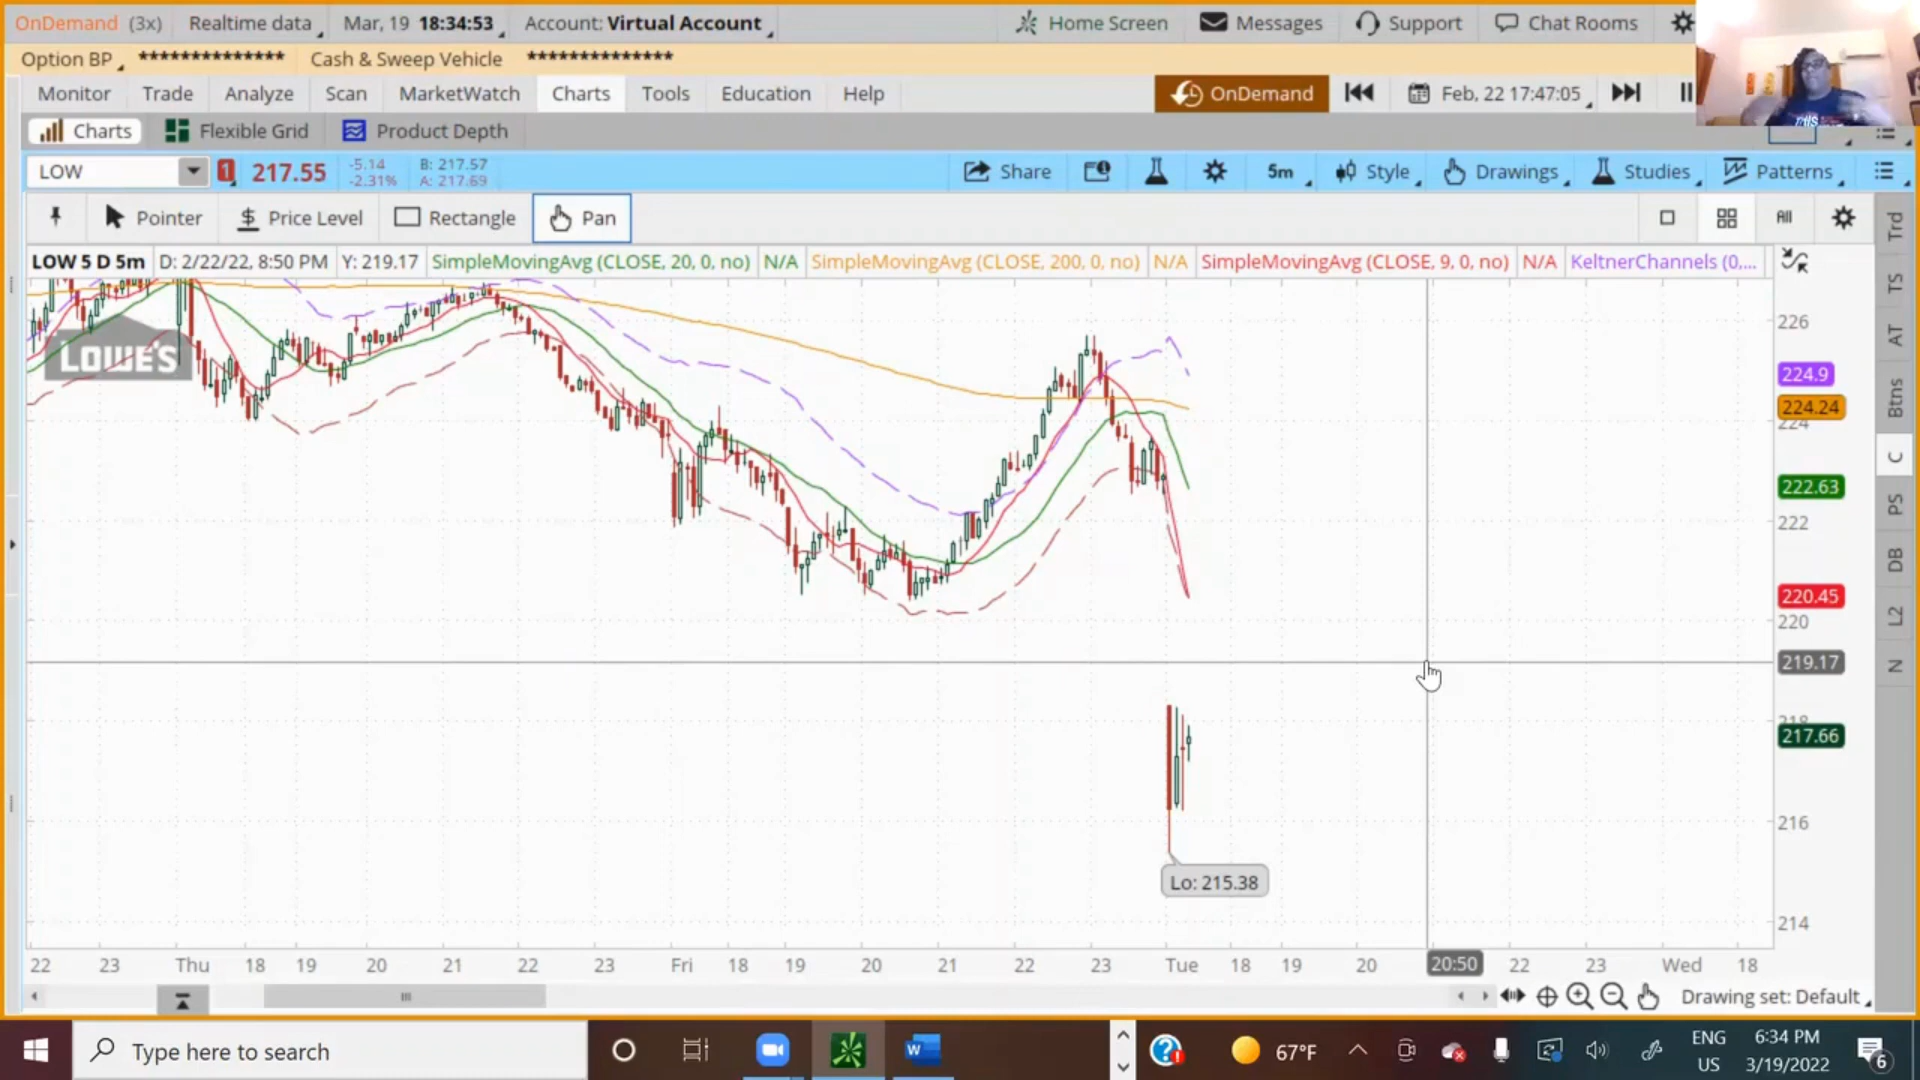 OnDemand (3x) Realtime data Mar, 19 18:34:53 Account: Virtual Account Home Screen Messages Support Chat Rooms
Option BP ************** Cash & Sweep Vehicle **************
Monitor Trade Analyze Scan MarketWatch Charts Tools Education Help OnDemand Feb, 22 17:47:05
Charts Flexible Grid Product Depth
LOW 1 217.55 -5.14 B: 217.57 Share 5m Style Drawings Studies Patterns
-2.31% A: 217.69
Pointer $ Price Level Rectangle Pan All
LOW 5 D 5m D: 2/22/22, 8:50 PM Y: 219.17 SimpleMovingAvg (CLOSE, 20, 0, no) N/A SimpleMovingAvg (CLOSE, 200, 0, no) N/A SimpleMovingAvg (CLOSE, 9, 0, no) N/A KeltnerChannels (0,...
LOWE'S
226
224.9
224.24
224
222.63
222
220.45
220
219.17
218
217.66
216
Lo: 215.38
214
Trd
TS
AT
Btns
C
PS
DB
L2
N
22 23 Thu 18 19 20 21 22 23 Fri 18 19 20 21 22 23 Tue 18 19 20 20:50 22 23 Wed 18
Drawing set: Default
Type here to search W 67°F ENG 6:34 PM
US 3/19/2022 6